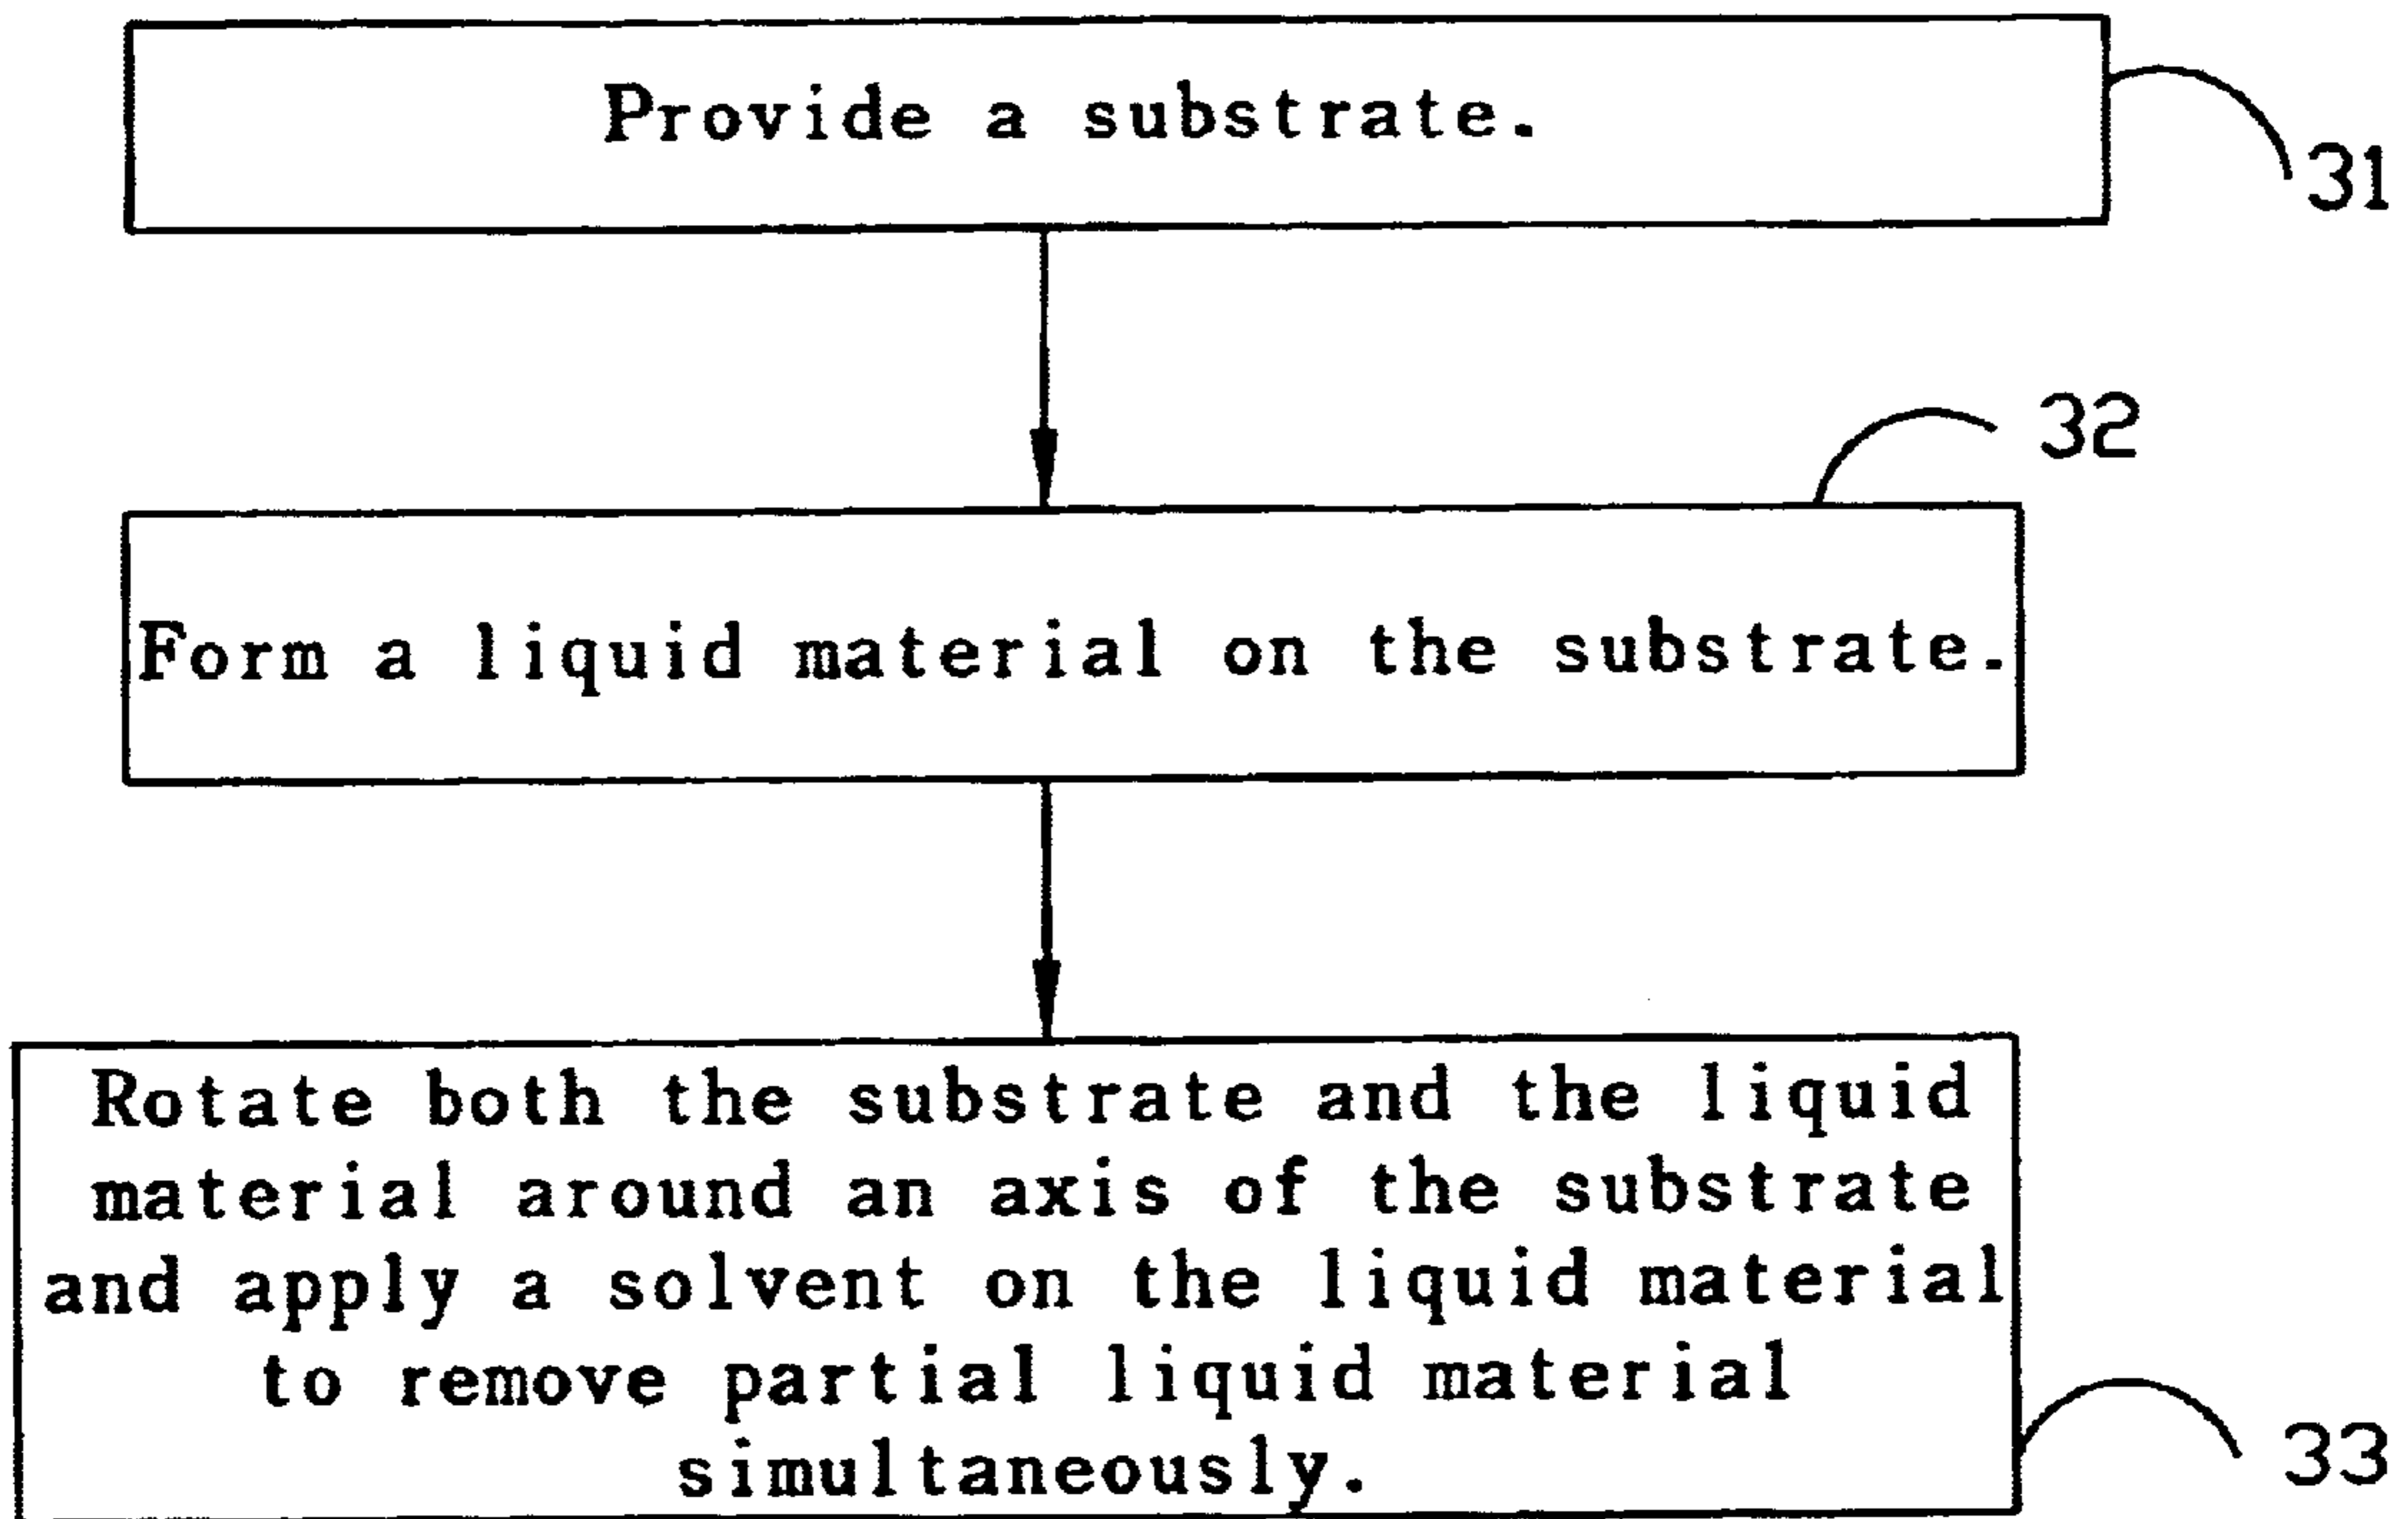 Provide a substrate.
31
32
Form a liquid material on the substrate.
Rotate both the substrate and the liquid
material around an axis of the substrate
and apply a solvent on the liquid material
to remove partial liquid material
simultaneously.
33